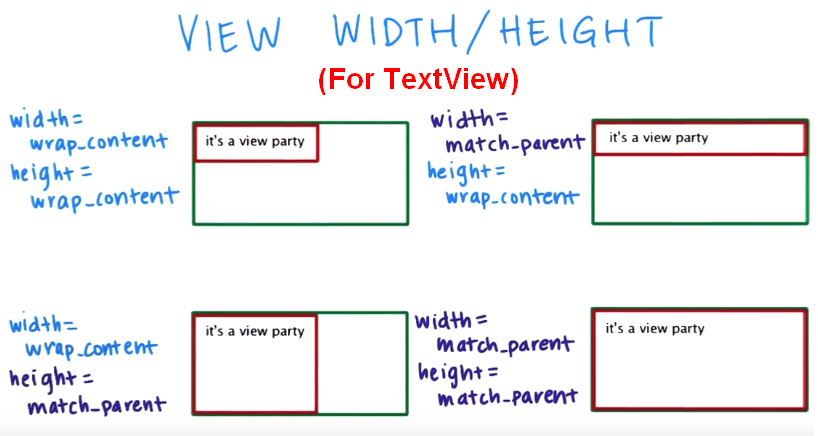 VIEW WIDTH/HEIGHT
(For TextView)
width=
wrap_content
height=
wrap_content
it's a view party
width=
match_parent
height=
wrap_content
it's a view party
width=
wrap_content
height=
match_parent
it's a view party
width=
match_parent
height=
match_parent
it's a view party